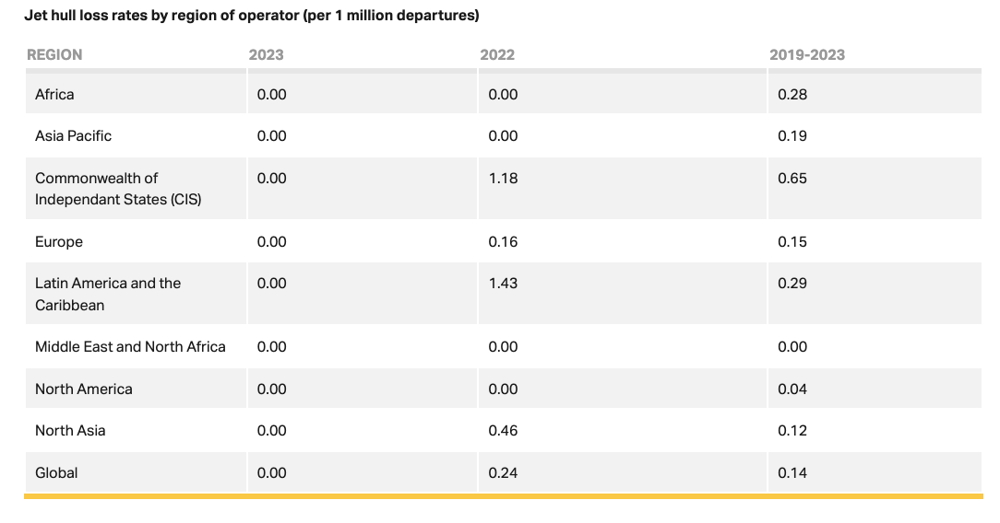 Jet hull loss rates by region of operator (per 1 million departures)
REGION 2023 2022 2019-2023
Africa 0.00 0.00 0.28
Asia Pacific 0.00 0.00 0.19
Commonwealth of 0.00 1.18 0.65
Independant States (CIS)
Europe 0.00 0.16 0.15
Latin America and the 0.00 1.43 0.29
Caribbean
Middle East and North Africa 0.00 0.00 0.00
North America 0.00 0.00 0.04
North Asia 0.00 0.46 0.12
Global 0.00 0.24 0.14